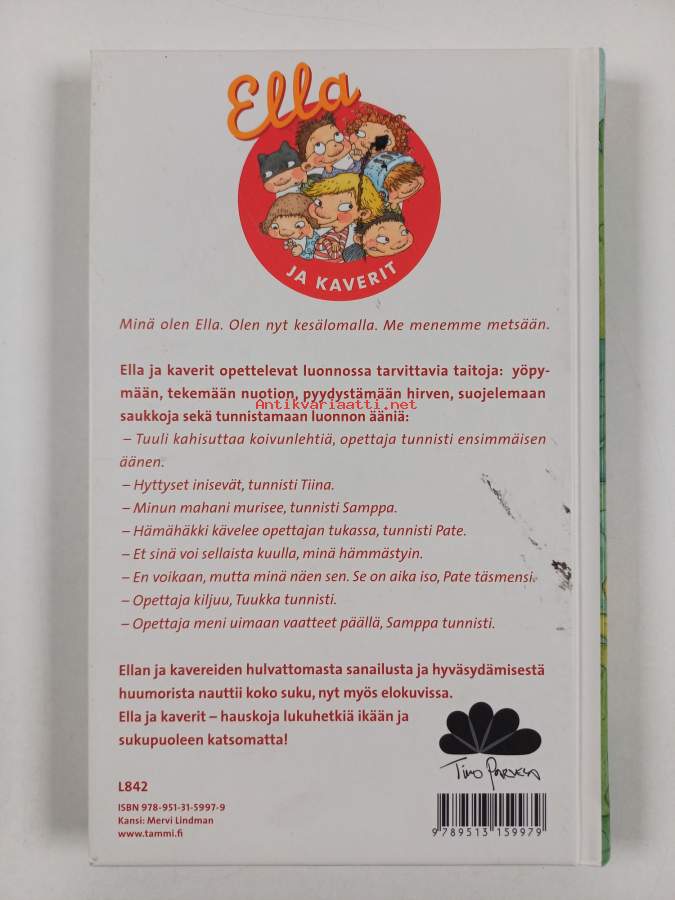 Ella
JA KAVERIT
Minä olen Ella. Olen nyt kesälomalla. Me menemme metsään.
Ella ja kaverit opettelevat luonnossa tarvittavia taitoja: yöpy-
mään, tekemään nuotion, pyydystämään hirven, suojelemaan
Antikvariaatti.net
saukkoja sekä tunnistamaan luonnon ääniä:
– Tuuli kahisuttaa koivunlehtiä, opettaja tunnisti ensimmäisen
äänen.
– Hyttyset inisevät, tunnisti Tiina.
– Minun mahani murisee, tunnisti Samppa.
– Hämähäkki kävelee opettajan tukassa, tunnisti Pate.
– Et sinä voi sellaista kuulla, minä hämmästyin.
– En voikaan, mutta minä näen sen. Se on aika iso, Pate täsmensi.
– Opettaja kiljuu, Tuukka tunnisti.
– Opettaja meni uimaan vaatteet päällä, Samppa tunnisti.
Ellan ja kavereiden hulvattomasta sanailusta ja hyväsydämisestä
huumorista nauttii koko suku, nyt myös elokuvissa.
Ella ja kaverit – hauskoja lukuhetkiä ikään ja
sukupuoleen katsomatta!
Timo Parvela
L842
ISBN 978-951-31-5997-9
Kansi: Mervi Lindman
www.tammi.fi
9789513159979